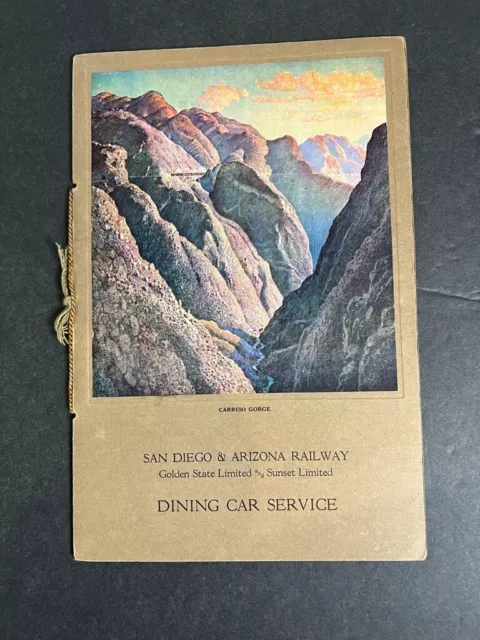 CARRISO GORGE
SAN DIEGO & ARIZONA RAILWAY
Golden State Limited and Sunset Limited
DINING CAR SERVICE